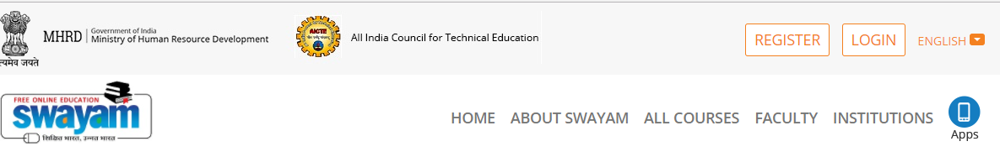 MHRD
Government of India
Ministry of Human Resource Development
सत्यमेव जयते
AICTE
All India Council for Technical Education
REGISTER
LOGIN
ENGLISH
FREE ONLINE EDUCATION
swayam
शिक्षित भारत, उन्नत भारत
HOME
ABOUT SWAYAM
ALL COURSES
FACULTY
INSTITUTIONS
Apps